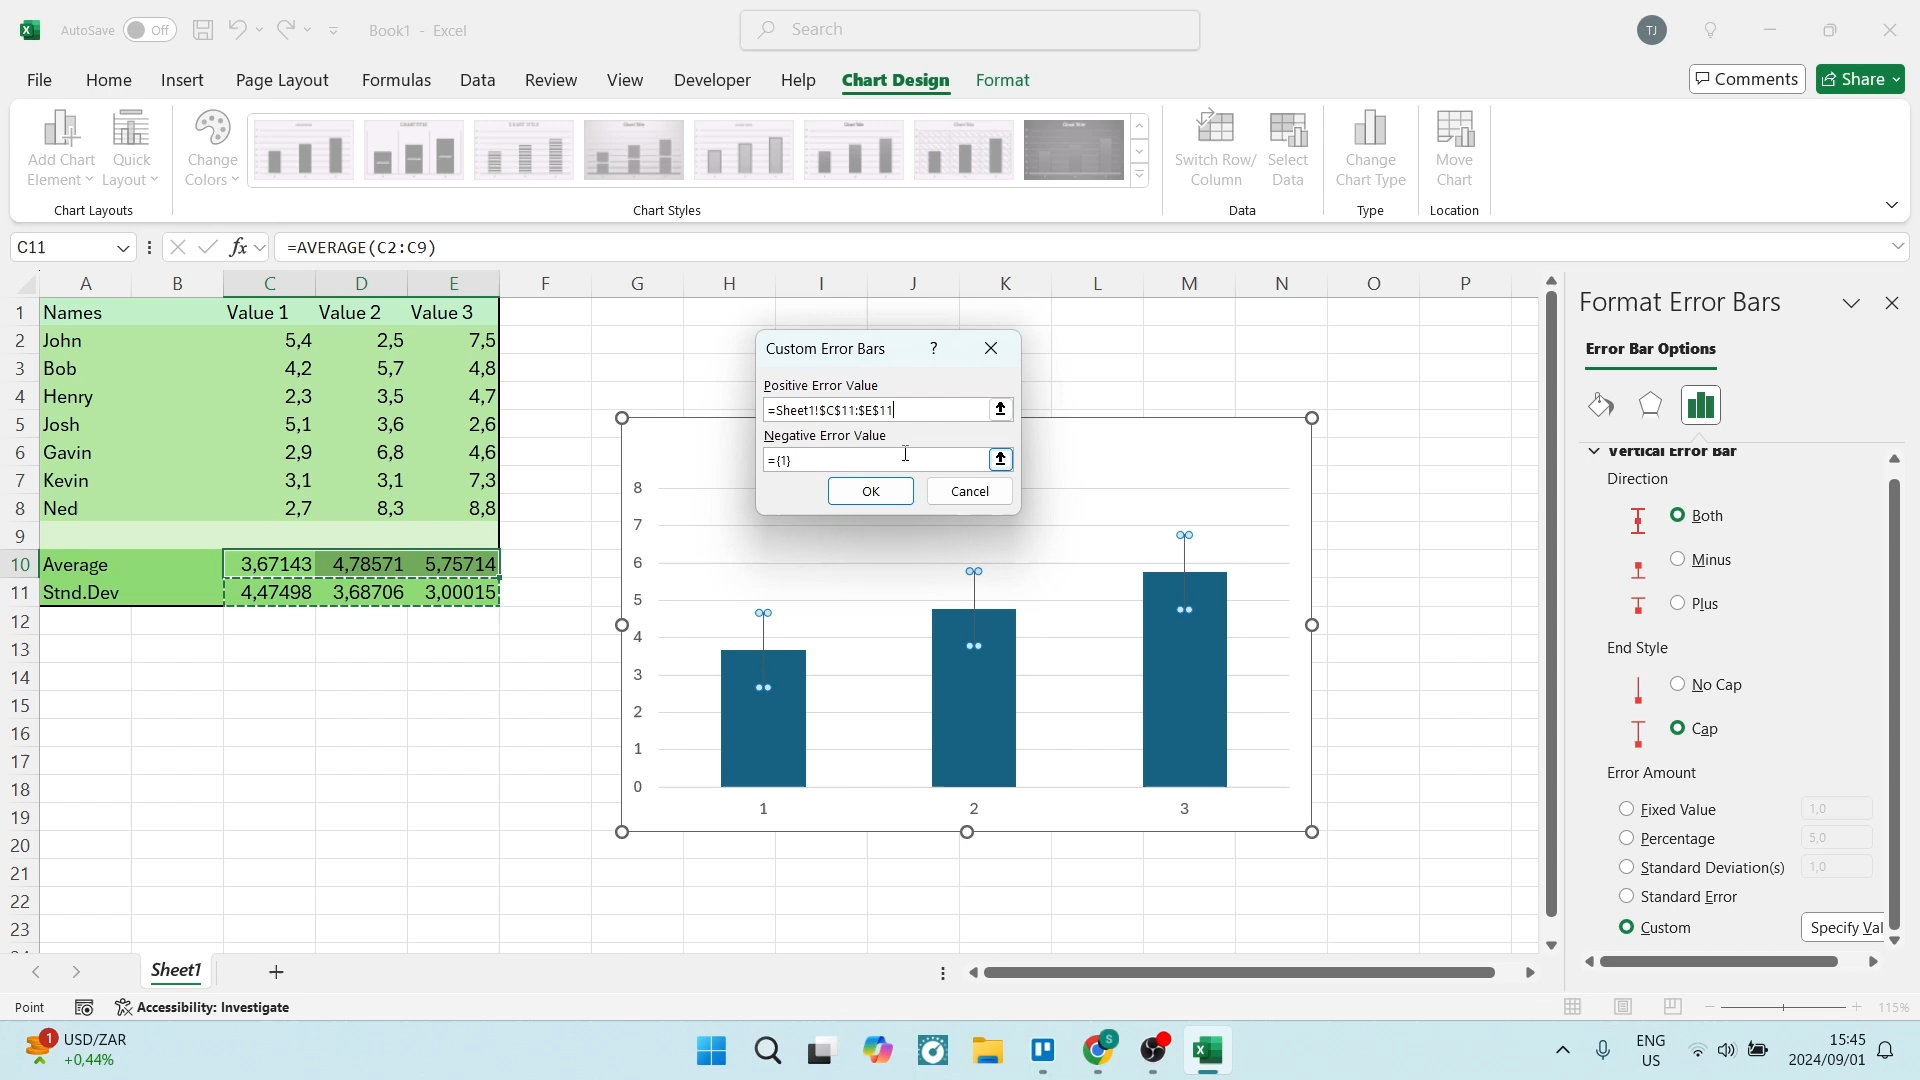 AutoSave Off Book1 - Excel Search TJ
File Home Insert Page Layout Formulas Data Review View Developer Help Chart Design Format Comments Share
Add Chart Element Quick Layout Change Colors Switch Row/ Column Select Data Change Chart Type Move Chart
Chart Layouts Chart Styles Data Type Location
C11 fx =AVERAGE(C2:C9)
A B C D E F G H I J K L M N O P
1 Names Value 1 Value 2 Value 3
2 John 5,4 2,5 7,5
3 Bob 4,2 5,7 4,8
4 Henry 2,3 3,5 4,7
5 Josh 5,1 3,6 2,6
6 Gavin 2,9 6,8 4,6
7 Kevin 3,1 3,1 7,3
8 Ned 2,7 8,3 8,8
9
10 Average 3,67143 4,78571 5,75714
11 Stnd.Dev 4,47498 3,68706 3,00015
12
13
14
15
16
17
18
19
20
21
22
23
Custom Error Bars ?
Positive Error Value
=Sheet1!$C$11:$E$11
Negative Error Value
={1}
OK Cancel
8
7
6
5
4
3
2
1
0
1 2 3
Format Error Bars
Error Bar Options
Vertical Error Bar
Direction
Both
Minus
Plus
End Style
No Cap
Cap
Error Amount
Fixed Value 1,0
Percentage 5,0
Standard Deviation(s) 1,0
Standard Error
Custom Specify Val
Sheet1
Point Accessibility: Investigate 115%
1 USD/ZAR
+0,44%
S
ENG
US
15:45
2024/09/01